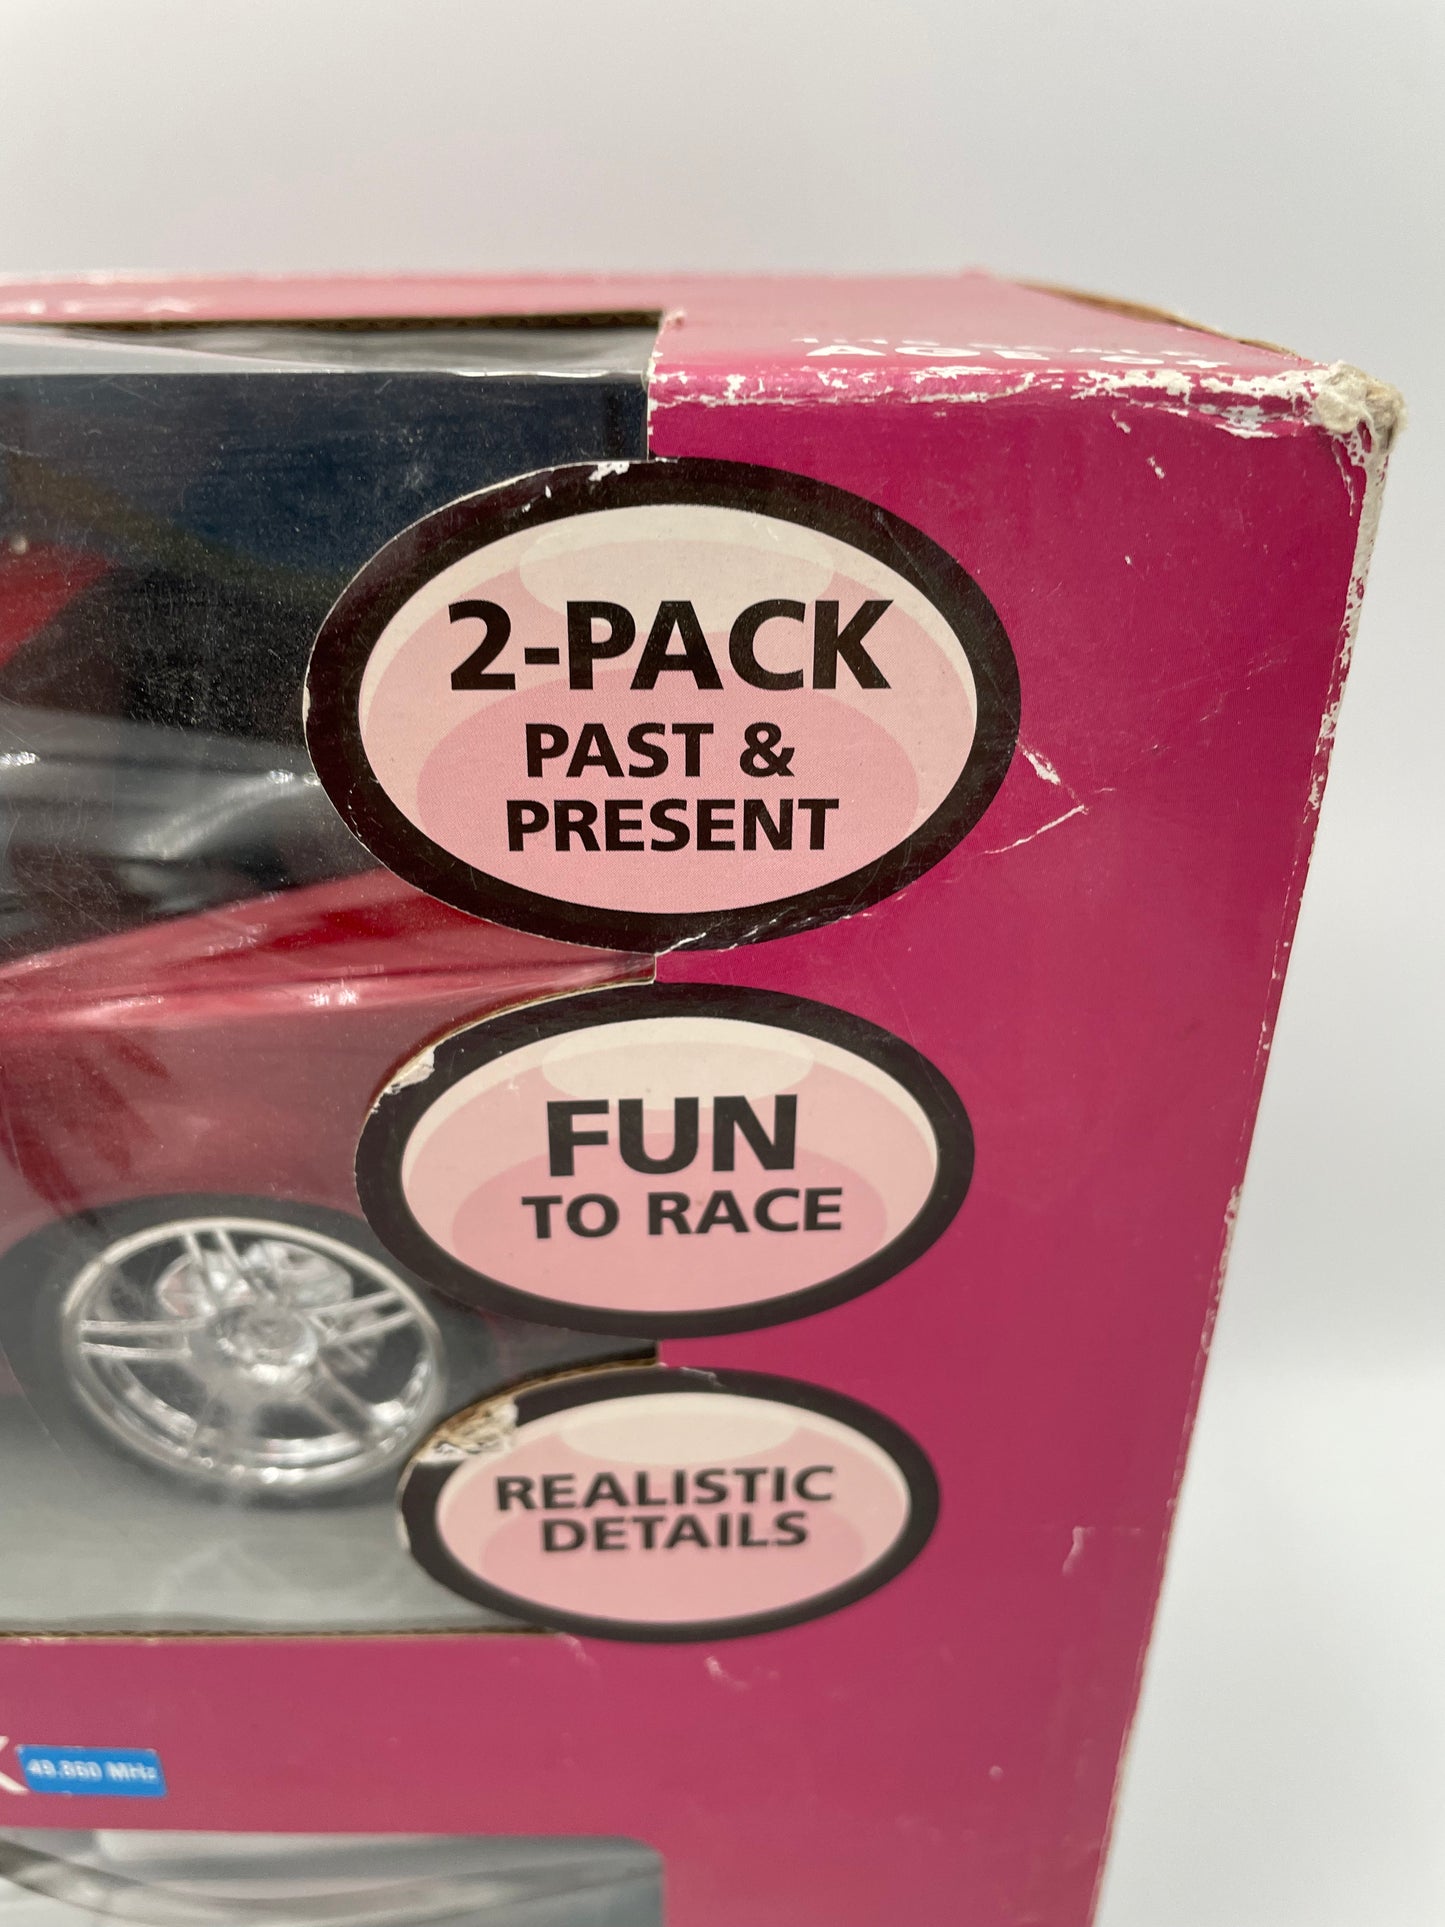 2-PACK
PAST &
PRESENT
FUN
TO RACE
REALISTIC
DETAILS
49.860 MHz